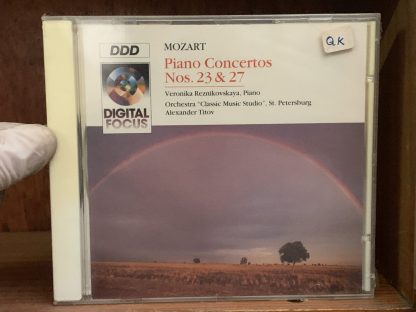 DDD
DIGITAL
FOCUS
MOZART
Piano Concertos
Nos. 23 & 27
Veronika Reznikovskaya, Piano
Orchestra "Classic Music Studio", St. Petersburg
Alexander Titov
QK